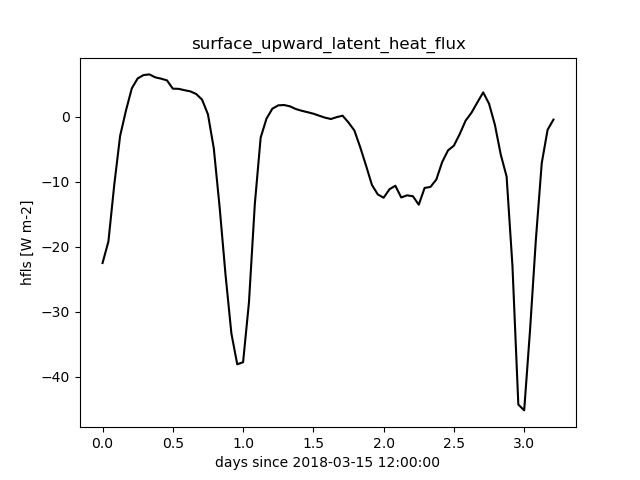 surface_upward_latent_heat_flux
hfls [W m-2]
0
−10
−20
−30
−40
0.0 0.5 1.0 1.5 2.0 2.5 3.0
days since 2018-03-15 12:00:00